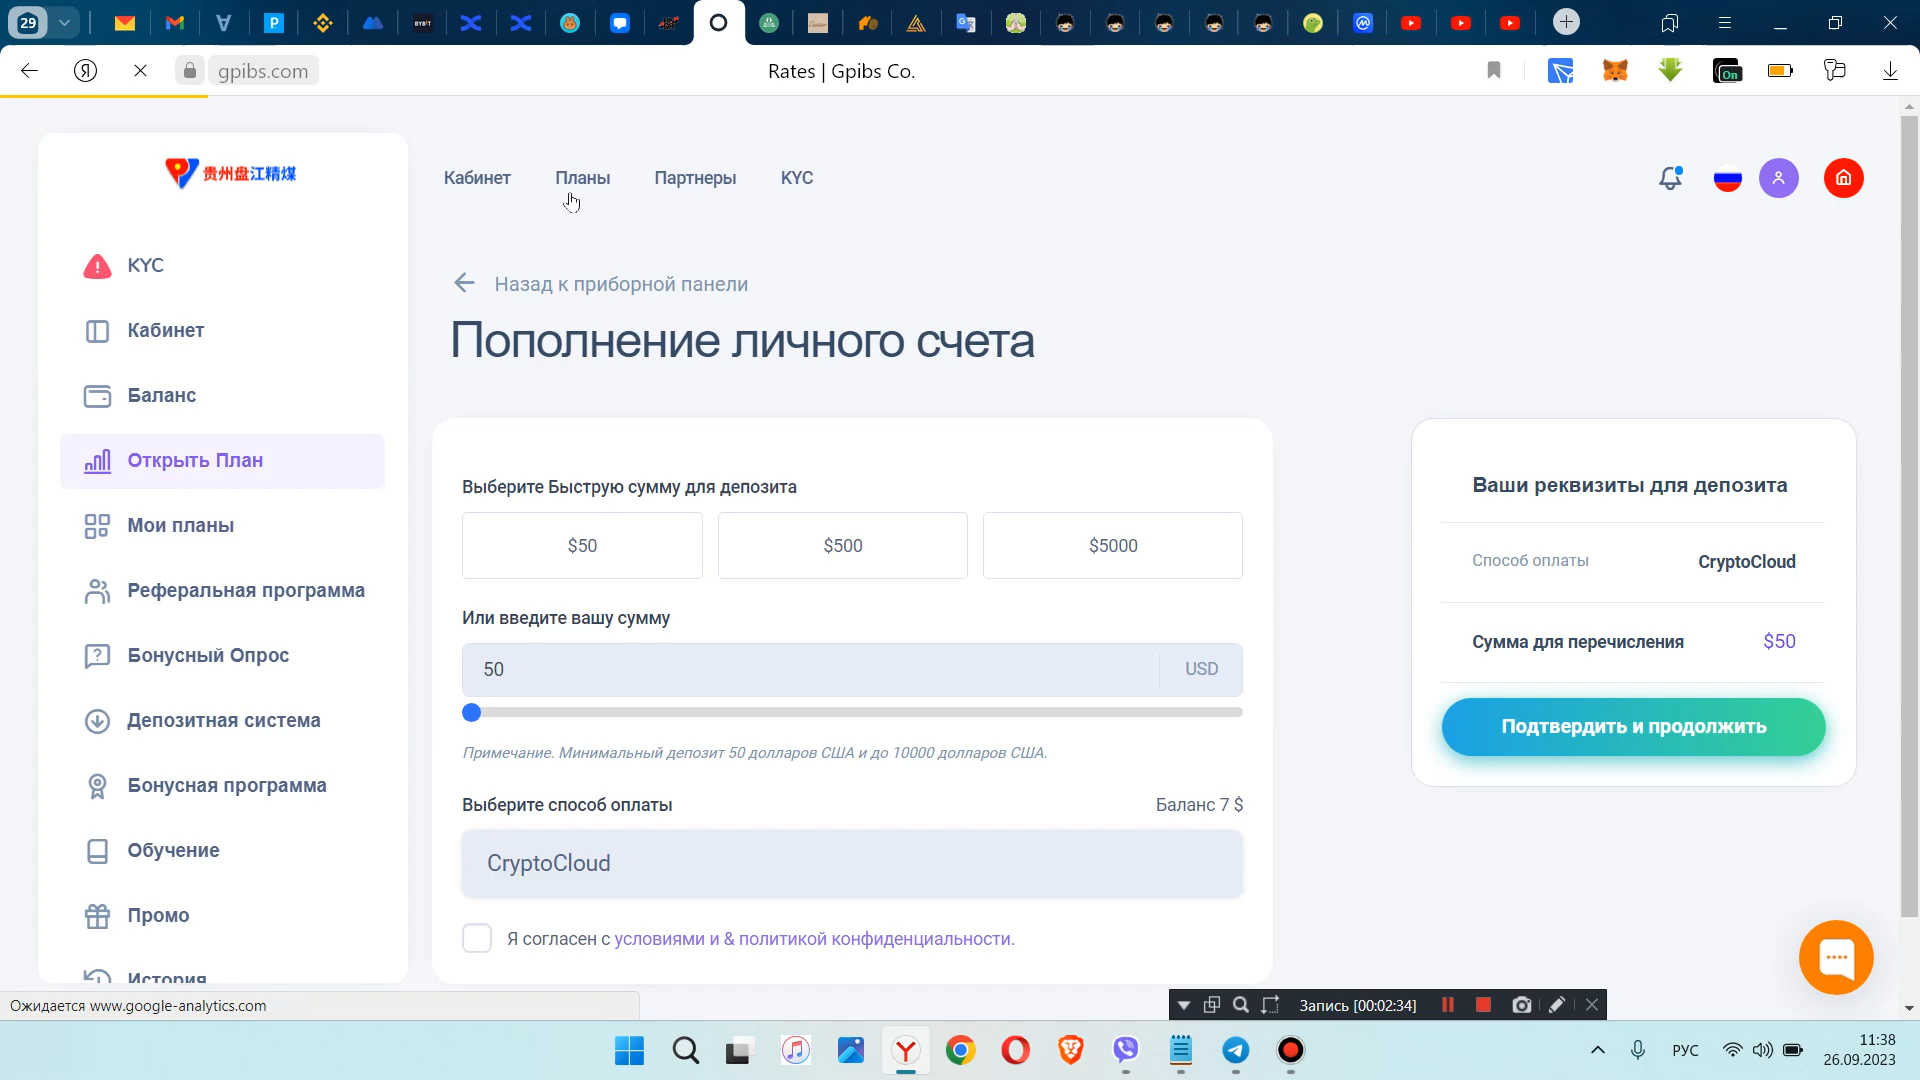 29
BYBIT
gpibs.com
Rates | Gpibs Co.
On
贵州盘江精煤
Кабинет
Планы
Партнеры
KYC
KYC
Кабинет
Баланс
Открыть План
Мои планы
Реферальная программа
Бонусный Опрос
Депозитная система
Бонусная программа
Обучение
Промо
История
Назад к приборной панели
Пополнение личного счета
Выберите Быструю сумму для депозита
$50
$500
$5000
Или введите вашу сумму
50
USD
Примечание. Минимальный депозит 50 долларов США и до 10000 долларов США.
Выберите способ оплаты
Баланс 7 $
CryptoCloud
Я согласен с условиями и & политикой конфиденциальности.
Ваши реквизиты для депозита
Способ оплаты
CryptoCloud
Сумма для перечисления
$50
Подтвердить и продолжить
Ожидается www.google-analytics.com
Запись [00:02:34]
РУС
11:38
26.09.2023